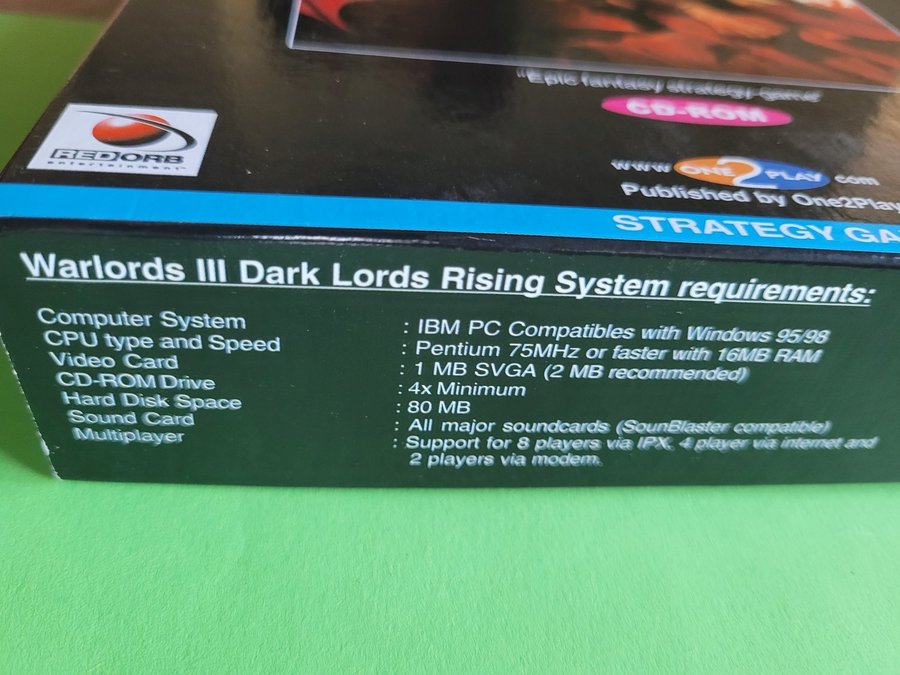 "Epic fantasy strategy game
CD-ROM
RED ORB
entertainment™
www ONE 2 PLAY com
Published by One2Play
STRATEGY GA
Warlords III Dark Lords Rising System requirements:
Computer System : IBM PC Compatibles with Windows 95/98
CPU type and Speed : Pentium 75MHz or faster with 16MB RAM
Video Card : 1 MB SVGA (2 MB recommended)
CD-ROM Drive : 4x Minimum
Hard Disk Space : 80 MB
Sound Card : All major soundcards (SounBlaster compatible)
Multiplayer : Support for 8 players via IPX, 4 player via internet and
2 players via modem.